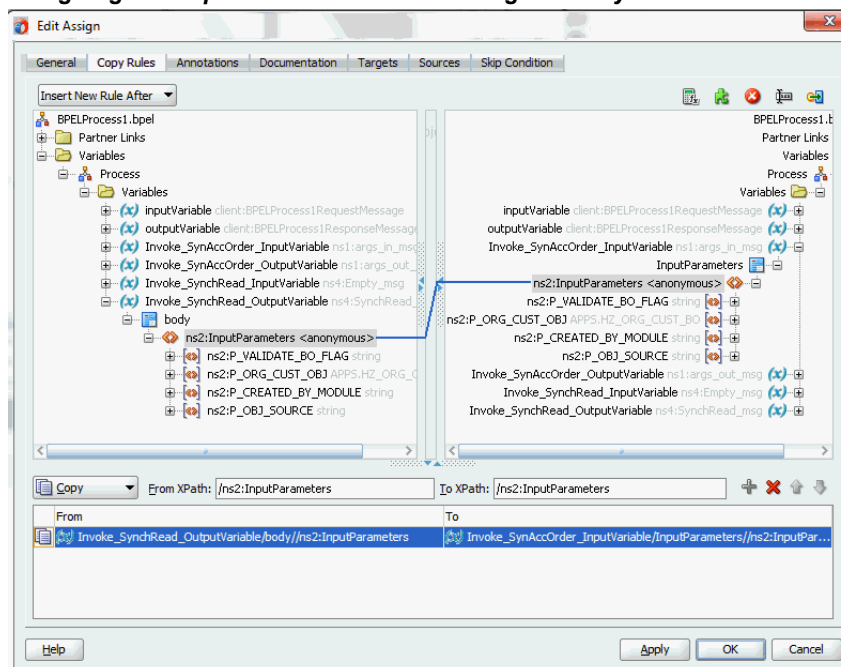 Edit Assign
General Copy Rules Annotations Documentation Targets Sources Skip Condition
Insert New Rule After
BPELProcess1.bpel
Partner Links
Variables
Process
Variables
inputVariable client:BPELProcess1RequestMessage
outputVariable client:BPELProcess1ResponseMessage
Invoke_SynAccOrder_InputVariable ns1:args_in_msg
Invoke_SynAccOrder_OutputVariable ns1:args_out_
Invoke_SynchRead_InputVariable ns4:Empty_msg
Invoke_SynchRead_OutputVariable ns4:SynchRead_
body
ns2:InputParameters <anonymous>
ns2:P_VALIDATE_BO_FLAG string
ns2:P_ORG_CUST_OBJ APPS.HZ_ORG_C
ns2:P_CREATED_BY_MODULE string
ns2:P_OBJ_SOURCE string
BPELProcess1.b
Partner Links
Variables
Process
Variables
inputVariable client:BPELProcess1RequestMessage
outputVariable client:BPELProcess1ResponseMessage
Invoke_SynAccOrder_InputVariable ns1:args_in_msg
InputParameters
ns2:InputParameters <anonymous>
ns2:P_VALIDATE_BO_FLAG string
ns2:P_ORG_CUST_OBJ APPS.HZ_ORG_CUST_BO
ns2:P_CREATED_BY_MODULE string
ns2:P_OBJ_SOURCE string
Invoke_SynAccOrder_OutputVariable ns1:args_out_msg
Invoke_SynchRead_InputVariable ns4:Empty_msg
Invoke_SynchRead_OutputVariable ns4:SynchRead_msg
Copy From XPath: /ns2:InputParameters To XPath: /ns2:InputParameters
From To
Invoke_SynchRead_OutputVariable/body//ns2:InputParameters Invoke_SynAccOrder_InputVariable/InputParameters//ns2:InputPar...
Help Apply OK Cancel